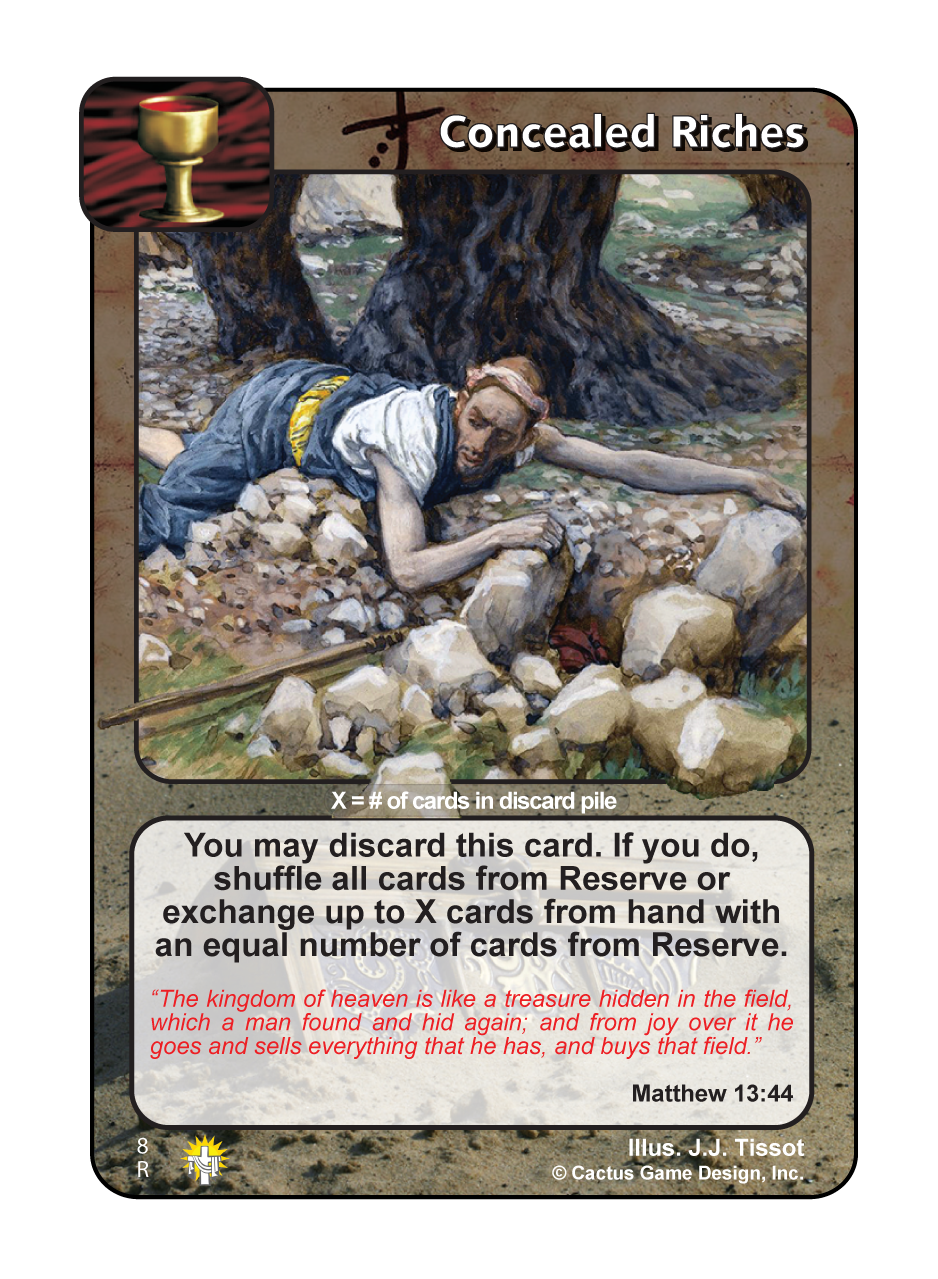 Concealed Riches
X = # of cards in discard pile
You may discard this card. If you do,
shuffle all cards from Reserve or
exchange up to X cards from hand with
an equal number of cards from Reserve.
“The kingdom of heaven is like a treasure hidden in the field,
which a man found and hid again; and from joy over it he
goes and sells everything that he has, and buys that field.”
Matthew 13:44
8
R
Illus. J.J. Tissot
© Cactus Game Design, Inc.